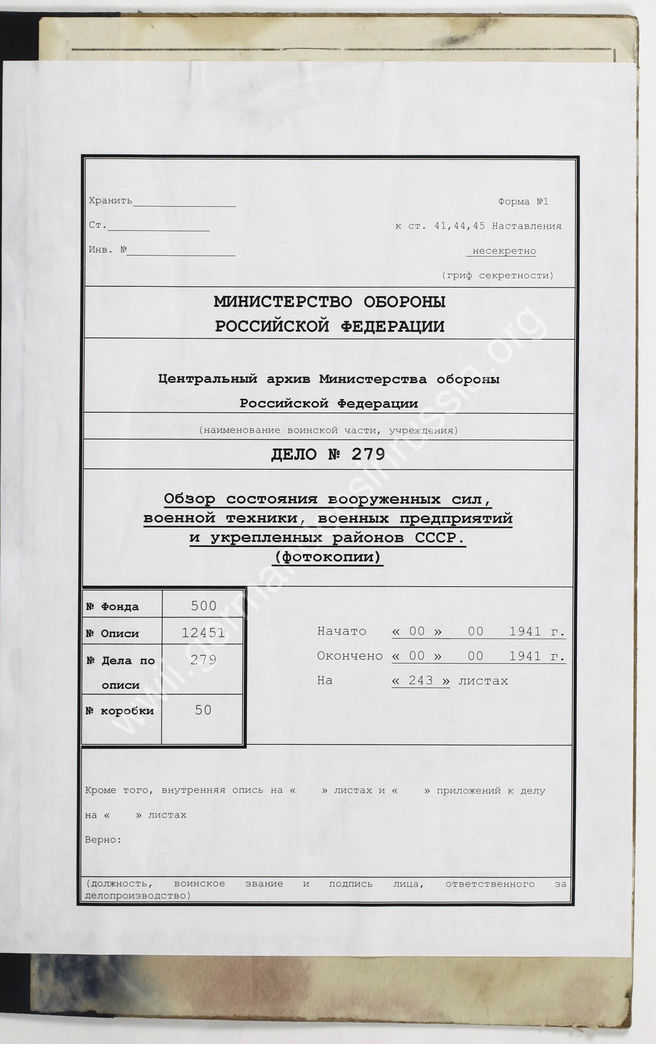 Хранить
Форма №1
Ст.
к ст. 41,44,45 Наставления
Инв. №
несекретно
(гриф секретности)
МИНИСТЕРСТВО ОБОРОНЫ
РОССИЙСКОЙ ФЕДЕРАЦИИ
Центральный архив Министерства обороны
Российской Федерации
(наименование воинской части, учреждения)
ДЕЛО № 279
Обзор состояния вооруженных сил,
военной техники, военных предприятий
и укрепленных районов СССР.
(фотокопии)
№ Фонда 500
№ Описи 12451
№ Дела по описи 279
№ коробки 50
Начато « 00 » 00 1941 г.
Окончено « 00 » 00 1941 г.
На « 243 » листах
Кроме того, внутренняя опись на « » листах и « » приложений к делу
на « » листах
Верно:
(должность, воинское звание и подпись лица, ответственного за
делопроизводство)
www.germandocsinrussia.org